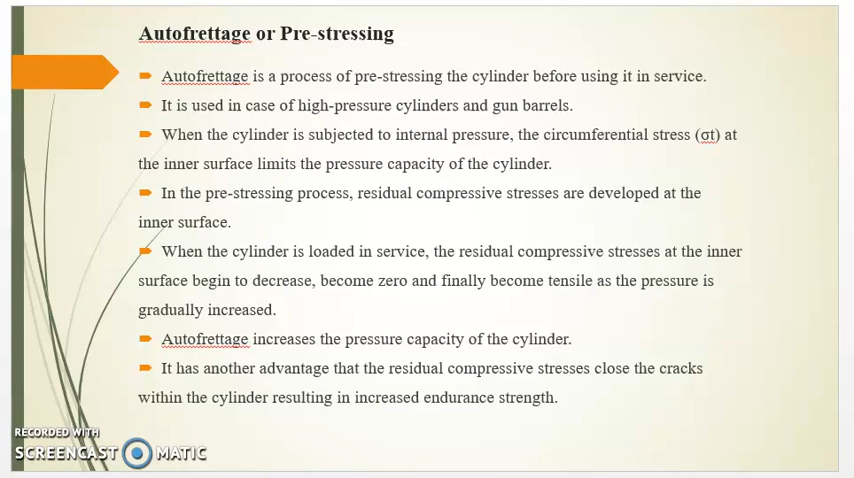 Autofrettage or Pre-stressing
Autofrettage is a process of pre-stressing the cylinder before using it in service.
It is used in case of high-pressure cylinders and gun barrels.
When the cylinder is subjected to internal pressure, the circumferential stress (σt) at
the inner surface limits the pressure capacity of the cylinder.
In the pre-stressing process, residual compressive stresses are developed at the
inner surface.
When the cylinder is loaded in service, the residual compressive stresses at the inner
surface begin to decrease, become zero and finally become tensile as the pressure is
gradually increased.
Autofrettage increases the pressure capacity of the cylinder.
It has another advantage that the residual compressive stresses close the cracks
within the cylinder resulting in increased endurance strength.
RECORDED WITH
SCREENCAST MATIC